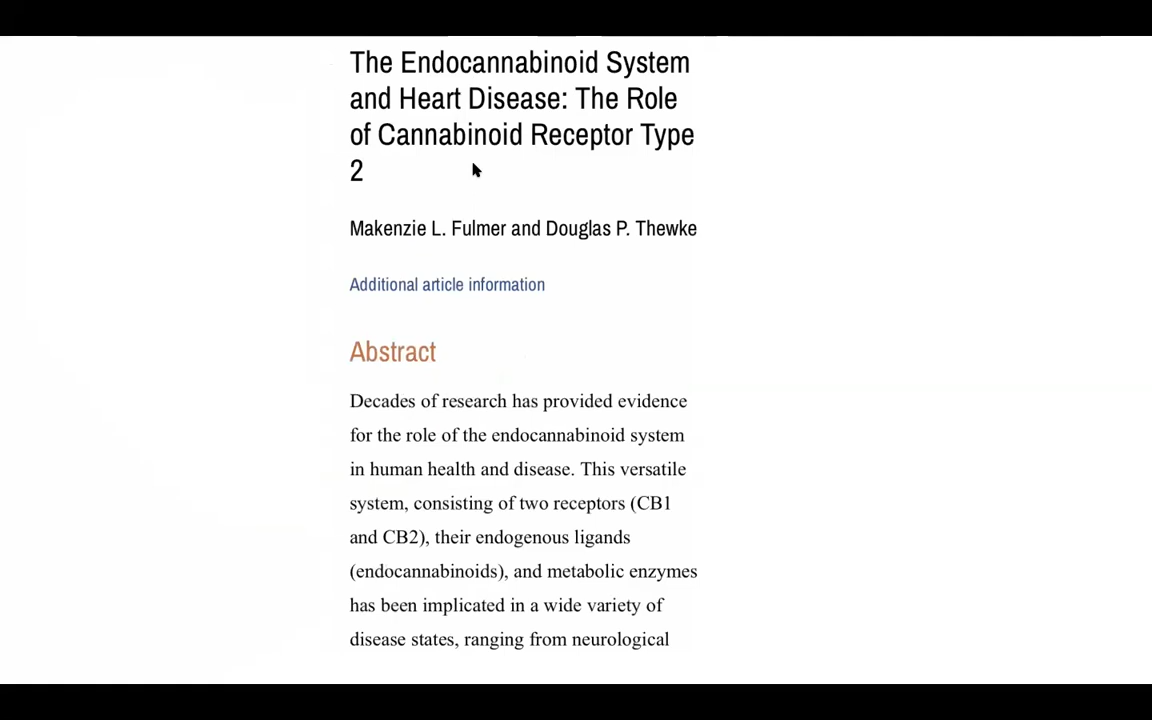 The Endocannabinoid System
and Heart Disease: The Role
of Cannabinoid Receptor Type
2
Makenzie L. Fulmer and Douglas P. Thewke
Additional article information
Abstract
Decades of research has provided evidence
for the role of the endocannabinoid system
in human health and disease. This versatile
system, consisting of two receptors (CB1
and CB2), their endogenous ligands
(endocannabinoids), and metabolic enzymes
has been implicated in a wide variety of
disease states, ranging from neurological